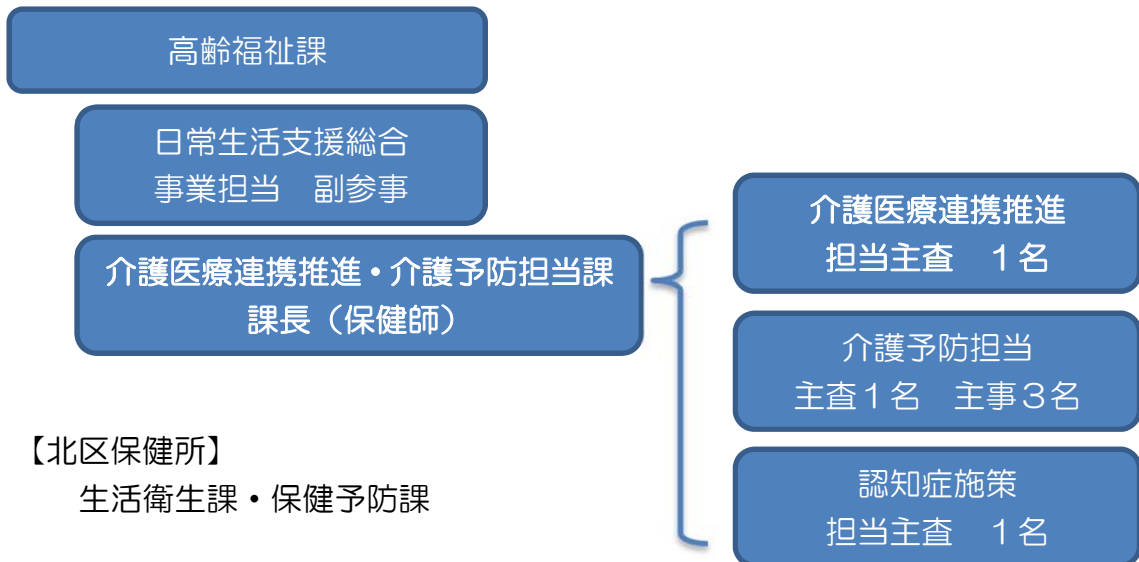 高齢福祉課
日常生活支援総合
事業担当　副参事
介護医療連携推進・介護予防担当課
課長（保健師）
介護医療連携推進
担当主査　１名
介護予防担当
主査１名　主事３名
認知症施策
担当主査　１名
【北区保健所】
生活衛生課・保健予防課